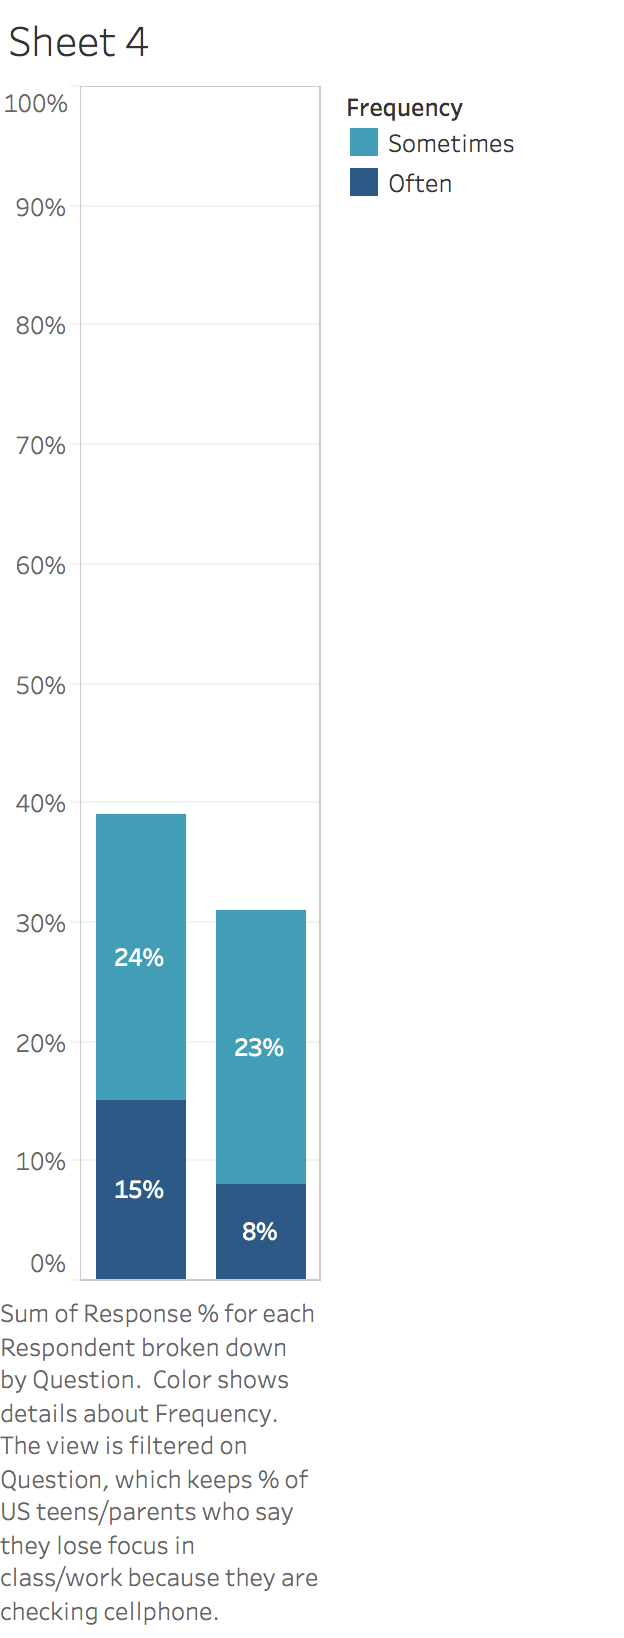 Sheet 4
100%
90%
80%
70%
60%
50%
40%
30%
20%
10%
0%
24%
15%
23%
8%
Frequency
Sometimes
Often
Sum of Response % for each
Respondent broken down
by Question.  Color shows
details about Frequency.
The view is filtered on
Question, which keeps % of
US teens/parents who say
they lose focus in
class/work because they are
checking cellphone.